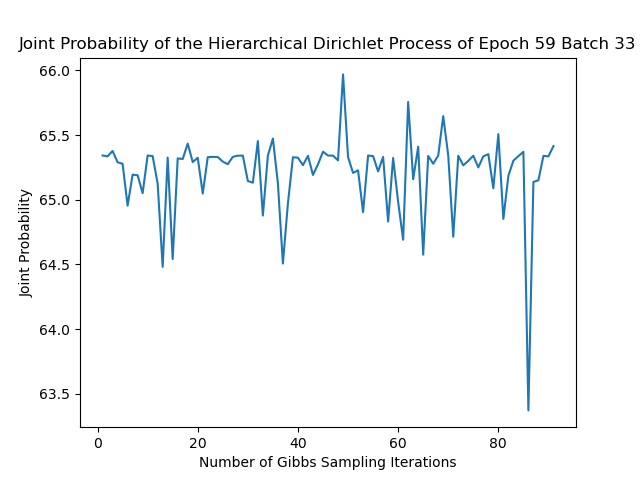 Joint Probability of the Hierarchical Dirichlet Process of Epoch 59 Batch 33
66.0
65.5
65.0
64.5
64.0
63.5
Joint Probability
0 20 40 60 80
Number of Gibbs Sampling Iterations